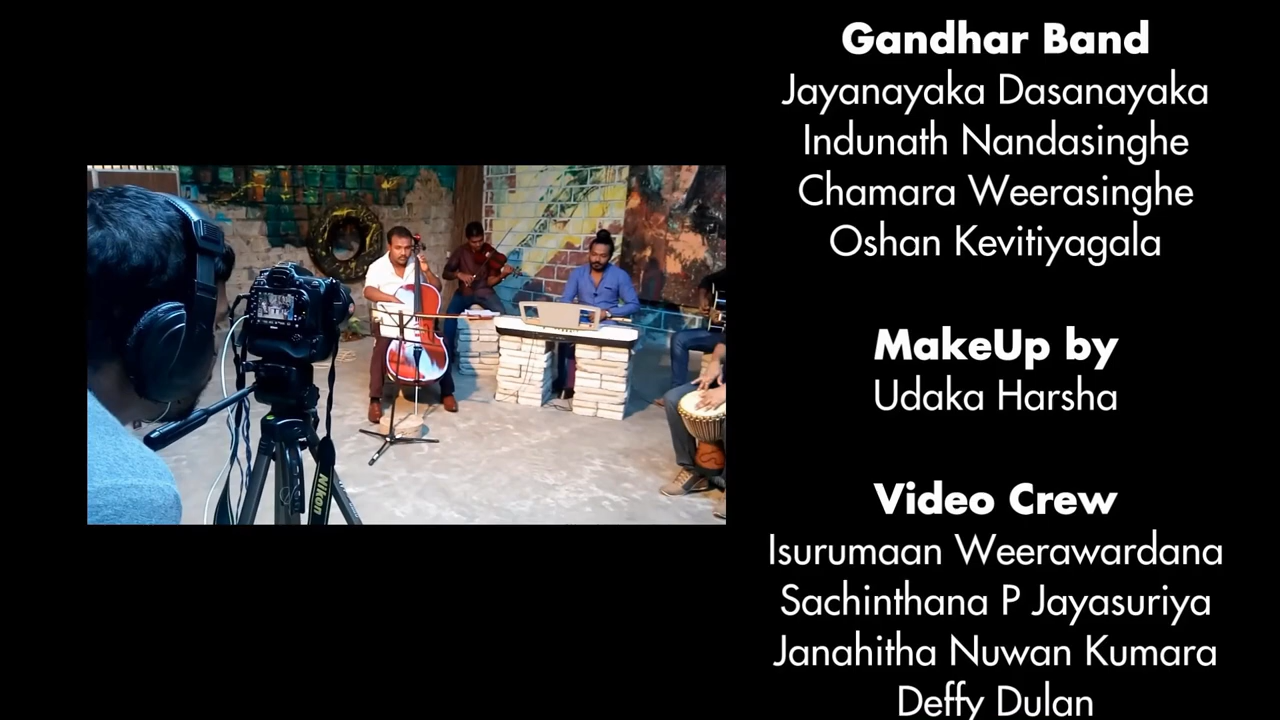 Gandhar Band
Jayanayaka Dasanayaka
Indunath Nandasinghe
Chamara Weerasinghe
Oshan Kevitiyagala
MakeUp by
Udaka Harsha
Video Crew
Isurumaan Weerawardana
Sachinthana P Jayasuriya
Janahitha Nuwan Kumara
Deffy Dulan
Nikon